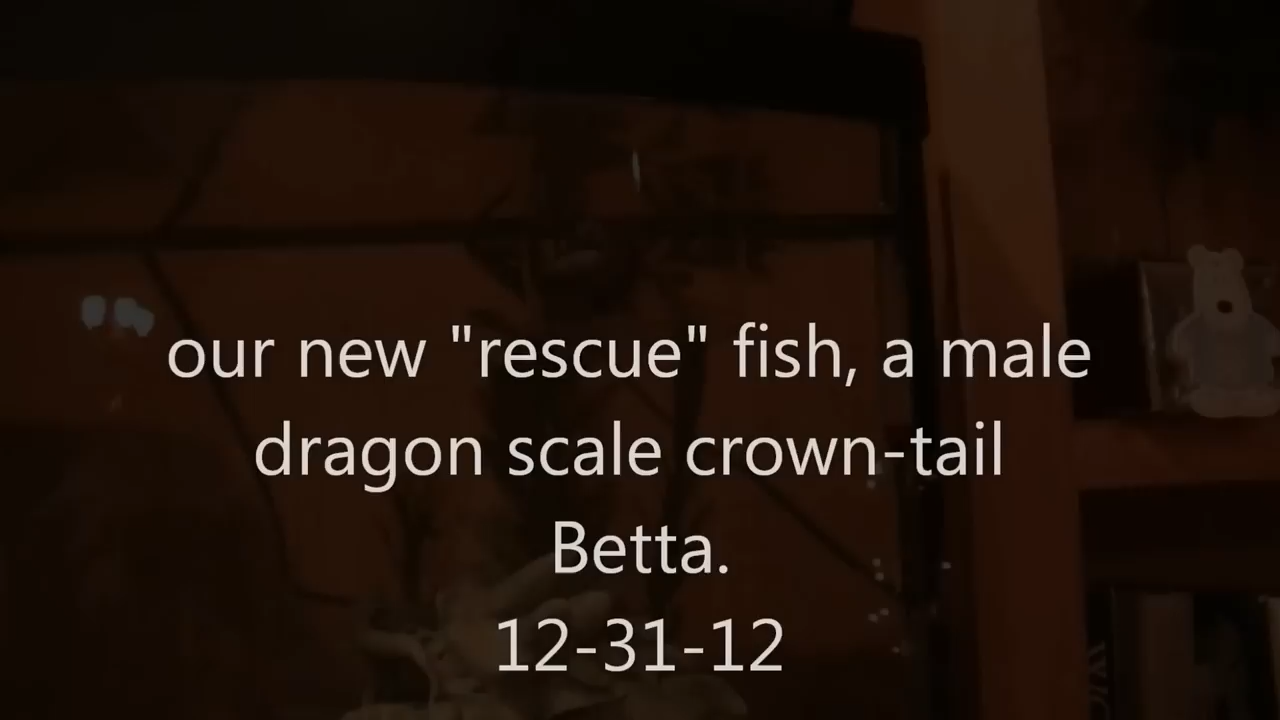 our new "rescue" fish, a male
dragon scale crown-tail
Betta.
12-31-12